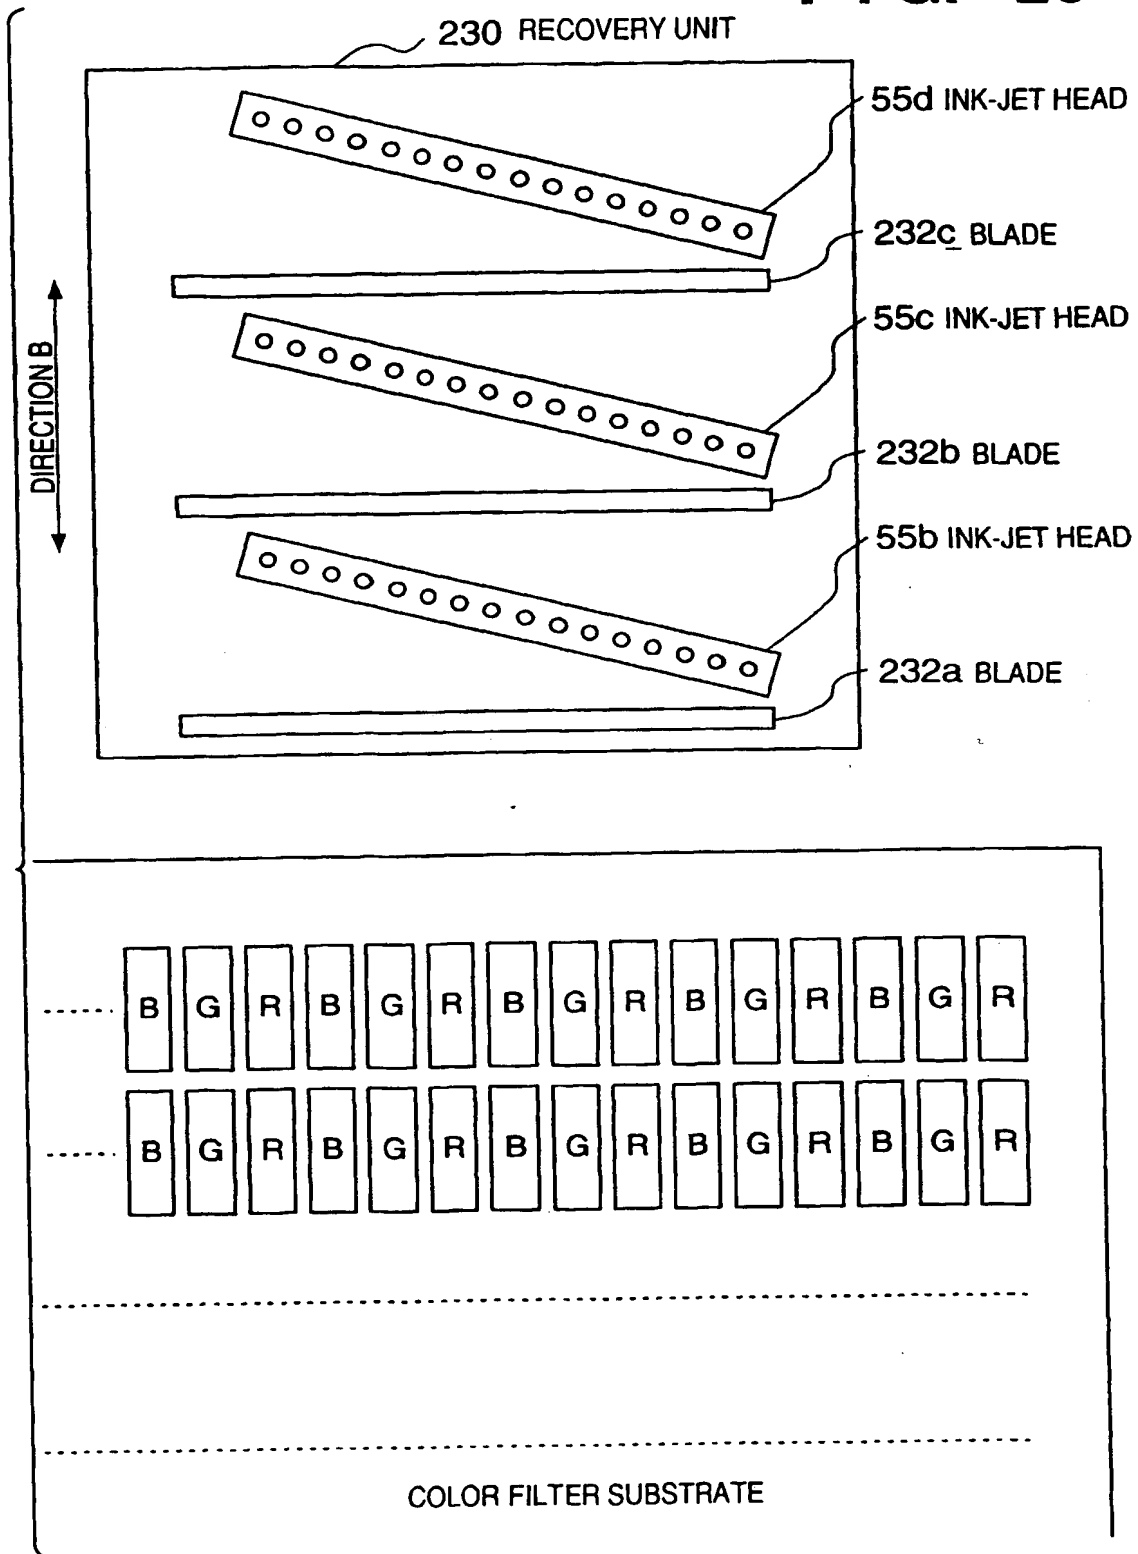 230 RECOVERY UNIT
55d INK-JET HEAD
232c BLADE
55c INK-JET HEAD
DIRECTION B
232b BLADE
55b INK-JET HEAD
232a BLADE
B G R B G R B G R B G R B G R
B G R B G R B G R B G R B G R
COLOR FILTER SUBSTRATE